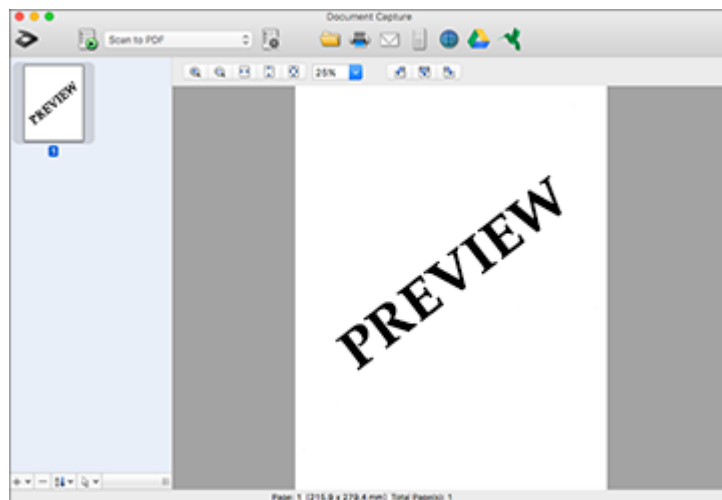 Document Capture
Scan to PDF
25%
PREVIEW
1
PREVIEW
Page: 1 [215.9 x 279.4 mm] Total Page(s): 1